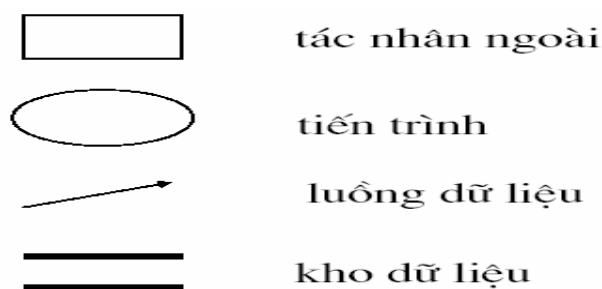 tác nhân ngoài
tiến trình
luồng dữ liệu
kho dữ liệu